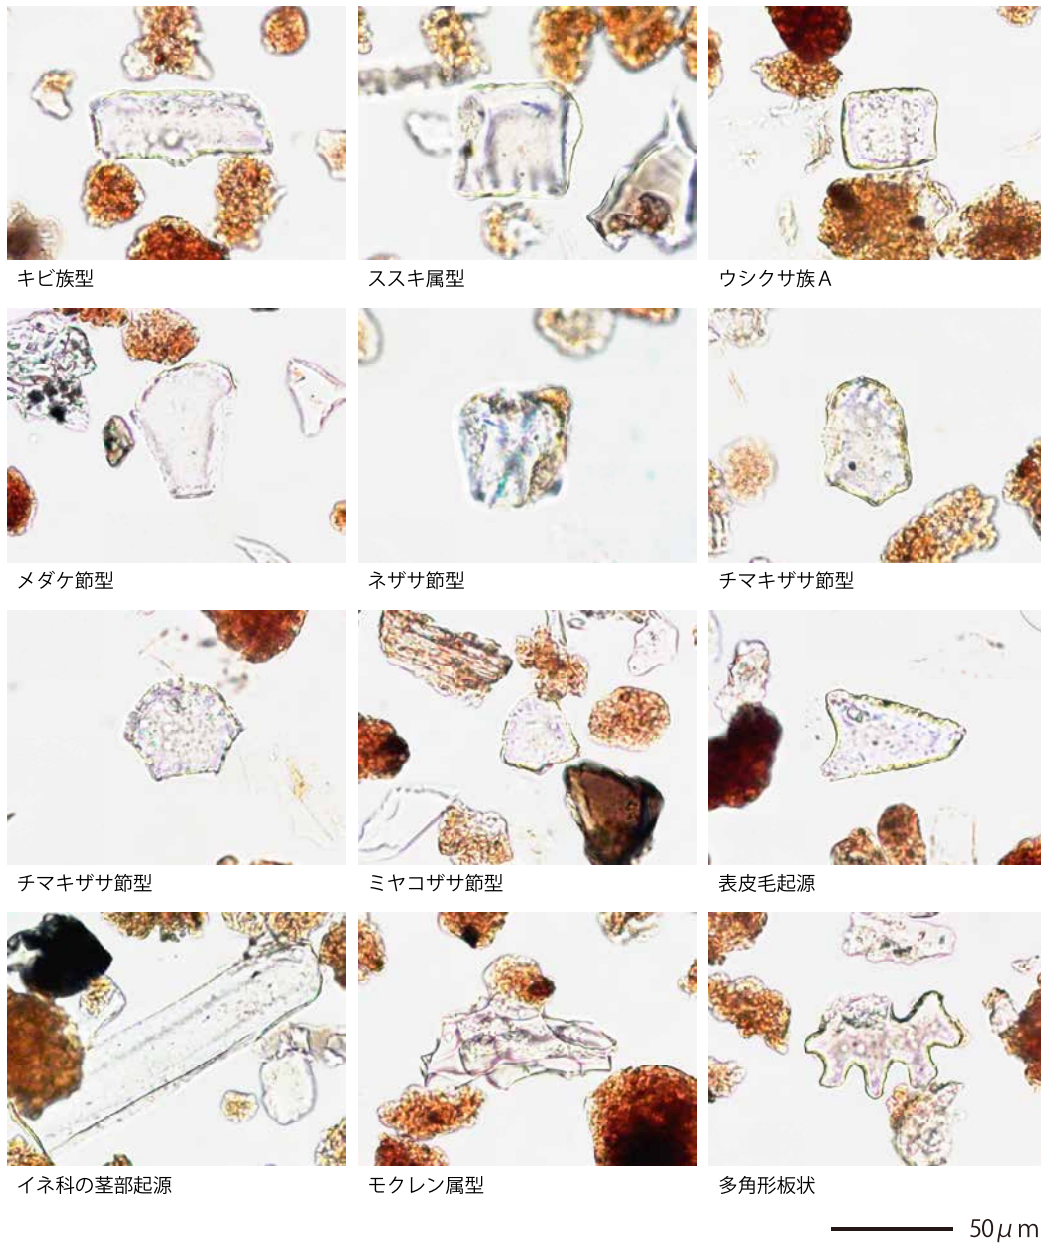 キビ族型
ススキ属型
ウシクサ族A
メダケ節型
ネザサ節型
チマキザサ節型
チマキザサ節型
ミヤコザサ節型
表皮毛起源
イネ科の茎部起源
モクレン属型
多角形板状
50μm